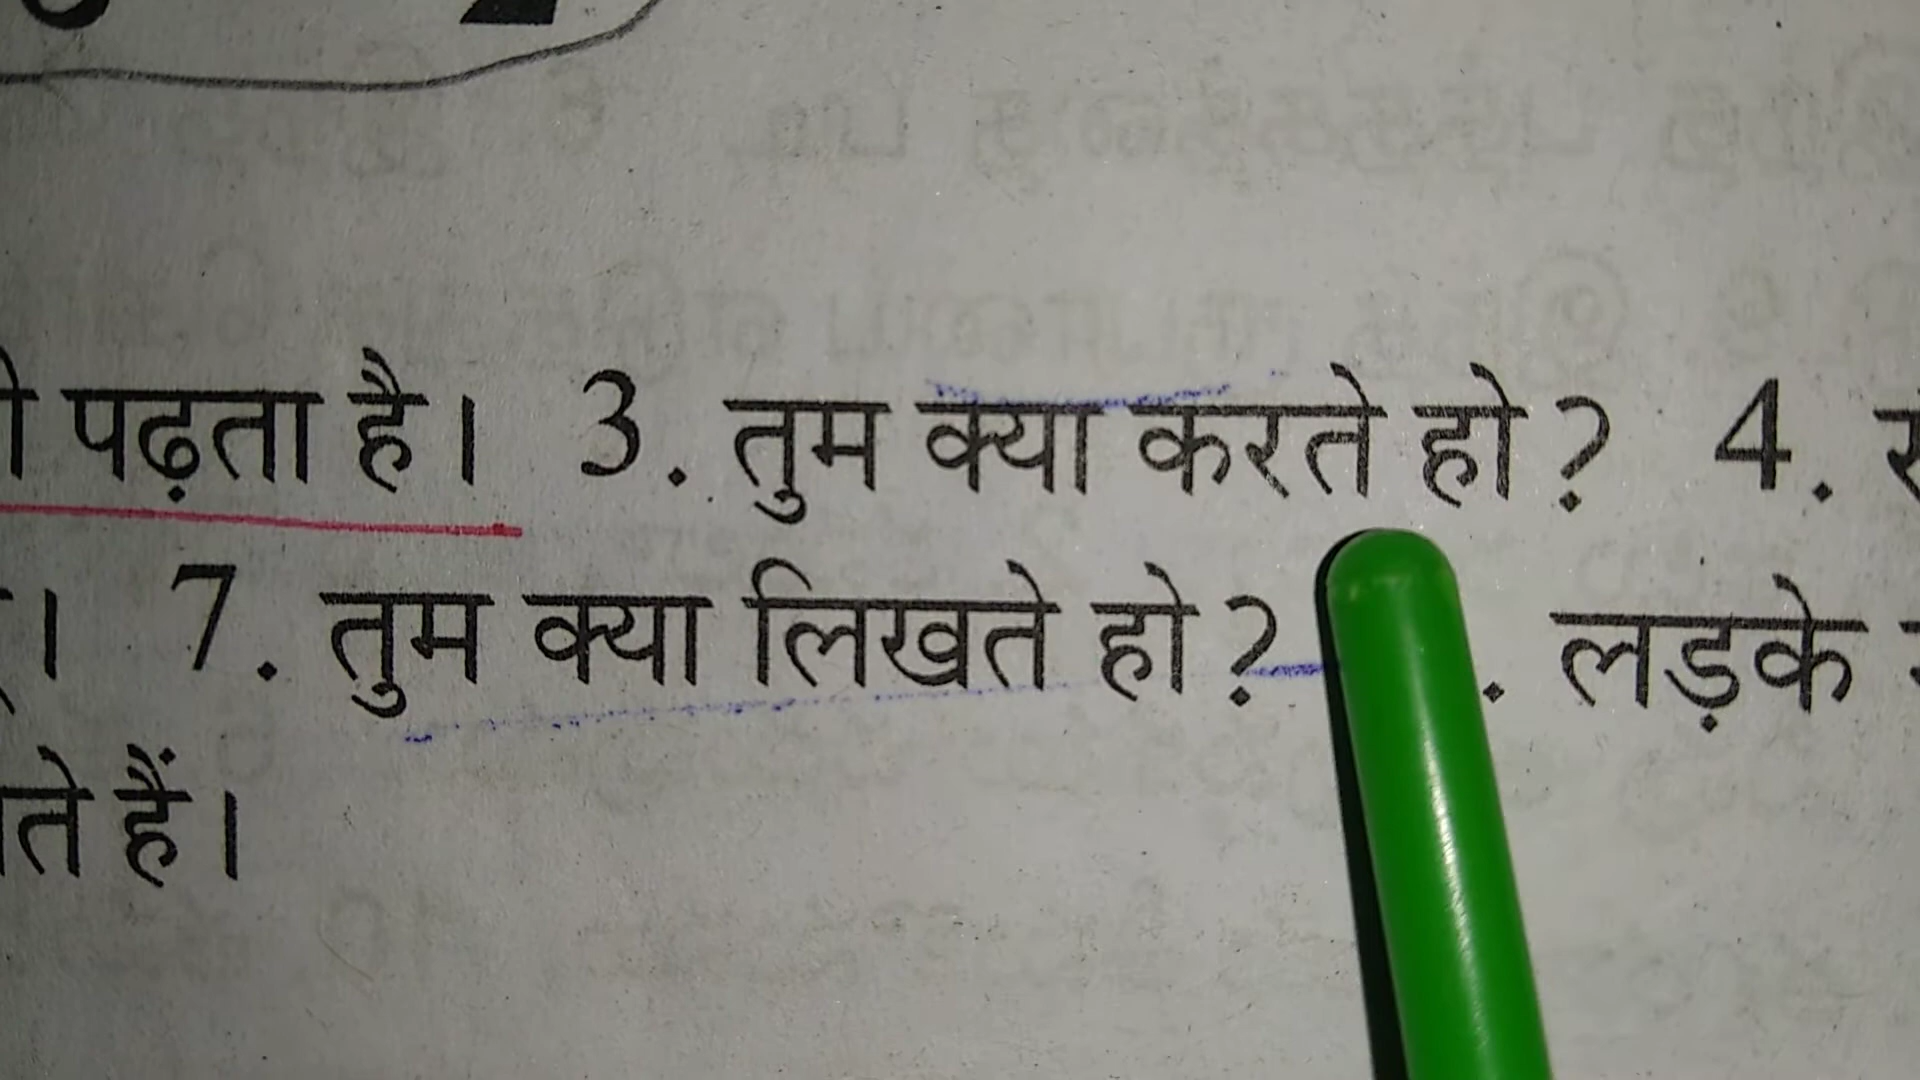 पढ़ता है। 3. तुम क्या करते हो? 4.
। 7. तुम क्या लिखते हो? . लड़के
ते हैं।